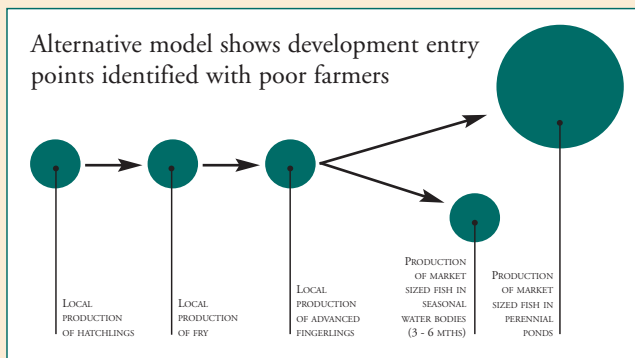 Alternative model shows development entry
points identified with poor farmers
LOCAL
PRODUCTION
OF HATCHLINGS
LOCAL
PRODUCTION
OF FRY
LOCAL
PRODUCTION
OF ADVANCED
FINGERLINGS
PRODUCTION
OF MARKET
SIZED FISH IN
SEASONAL
WATER BODIES
(3 - 6 MTHS)
PRODUCTION
OF MARKET
SIZED FISH IN
PERENNIAL
PONDS